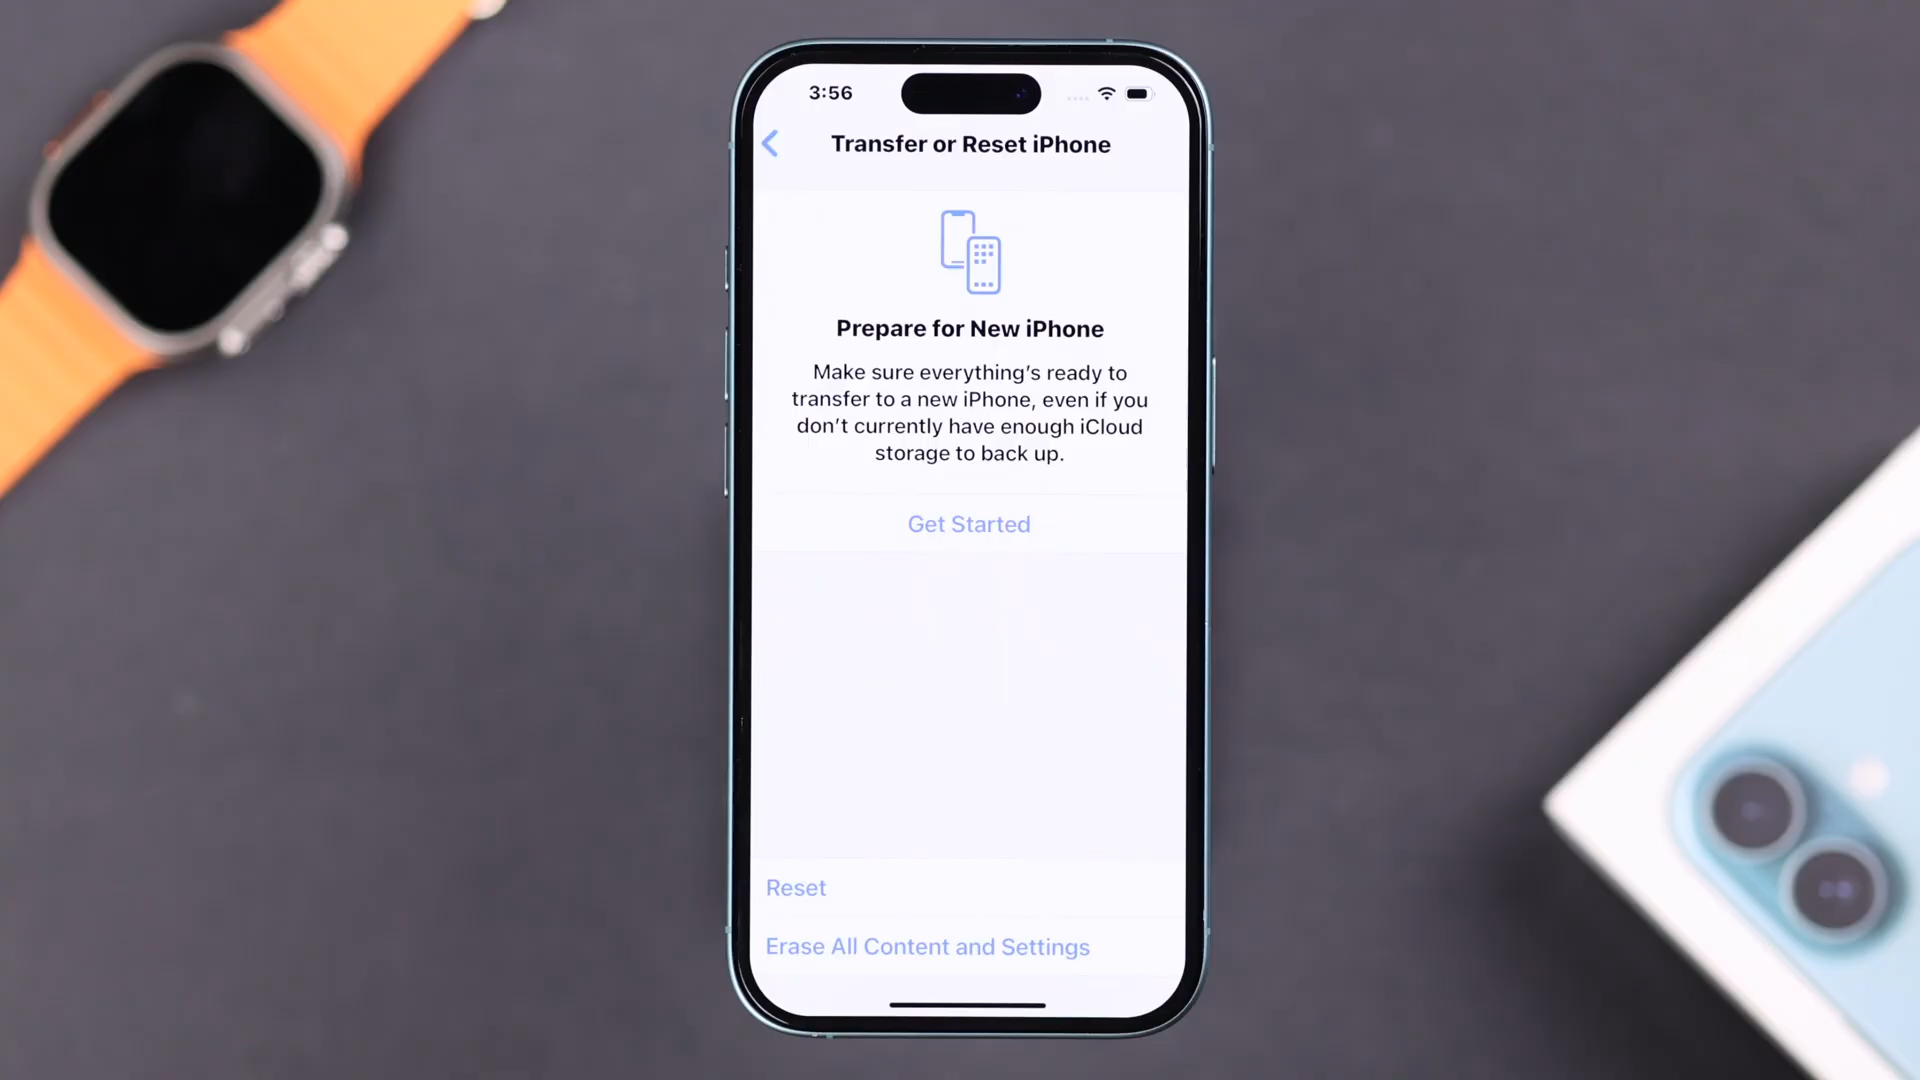 3:56
Transfer or Reset iPhone
Prepare for New iPhone
Make sure everything's ready to
transfer to a new iPhone, even if you
don't currently have enough iCloud
storage to back up.
Get Started
Reset
Erase All Content and Settings